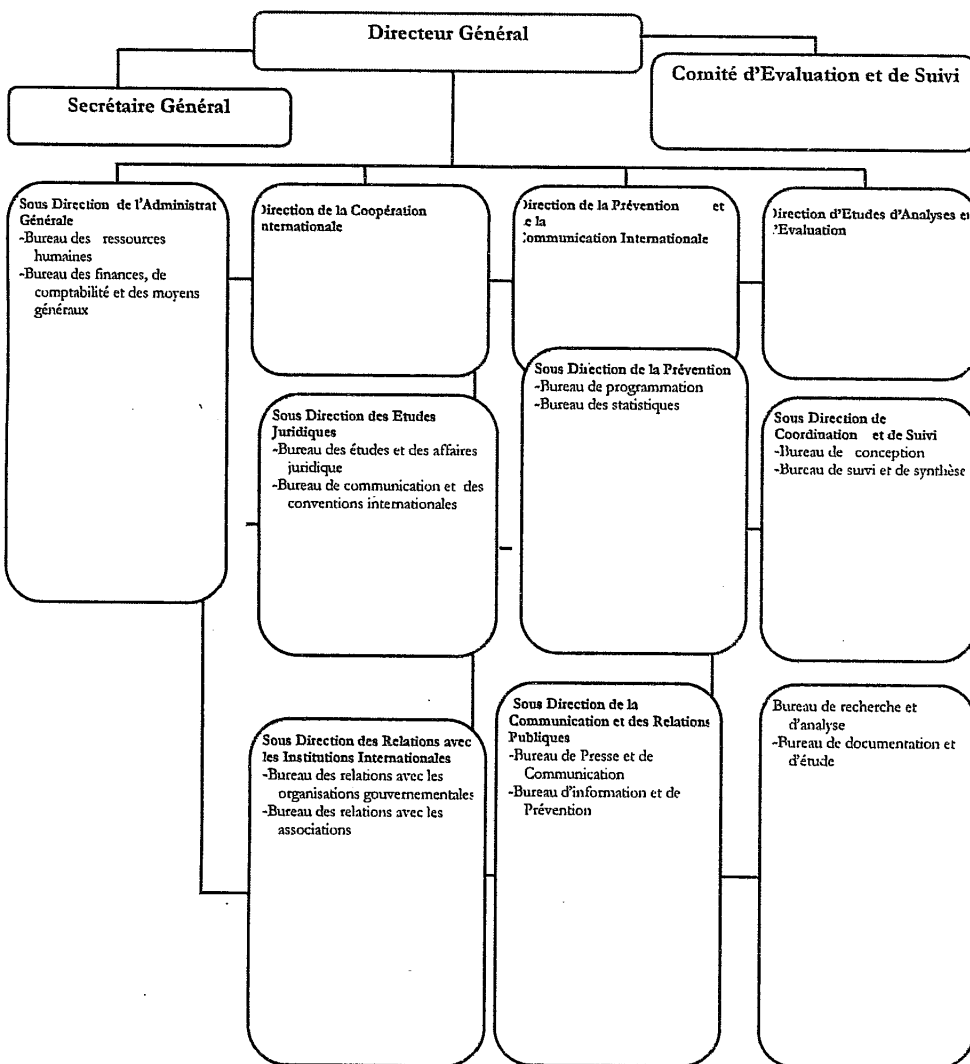 Directeur Général
Comité d'Evaluation et de Suivi
Secrétaire Général
Sous Direction de l'Administrat
Générale
-Bureau des ressources
humaines
-Bureau des finances, de
comptabilité et des moyens
généraux
Direction de la Coopération
Internationale
Direction de la Prévention et
de la
Communication Internationale
Direction d'Etudes d'Analyses et
d'Evaluation
Sous Direction des Etudes
Juridiques
-Bureau des études et des affaires
juridique
-Bureau de communication et des
conventions internationales
Sous Direction de la Prévention
-Bureau de programmation
-Bureau des statistiques
Sous Direction de
Coordination et de Suivi
-Bureau de conception
-Bureau de suivi et de synthèse
Sous Direction des Relations avec
les Institutions Internationales
-Bureau des relations avec les
organisations gouvernementales
-Bureau des relations avec les
associations
Sous Direction de la
Communication et des Relations
Publiques
-Bureau de Presse et de
Communication
-Bureau d'information et de
Prévention
Bureau de recherche et
d'analyse
-Bureau de documentation et
d'étude